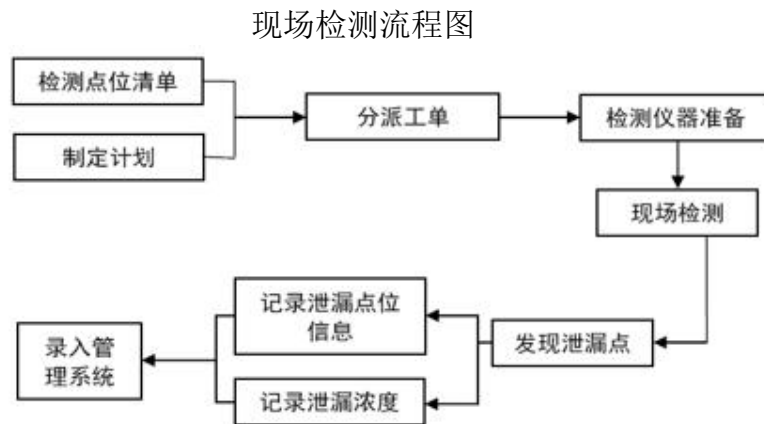 现场检测流程图
检测点位清单
制定计划
分派工单
检测仪器准备
现场检测
发现泄漏点
记录泄漏点位
信息
记录泄漏浓度
录入管
理系统